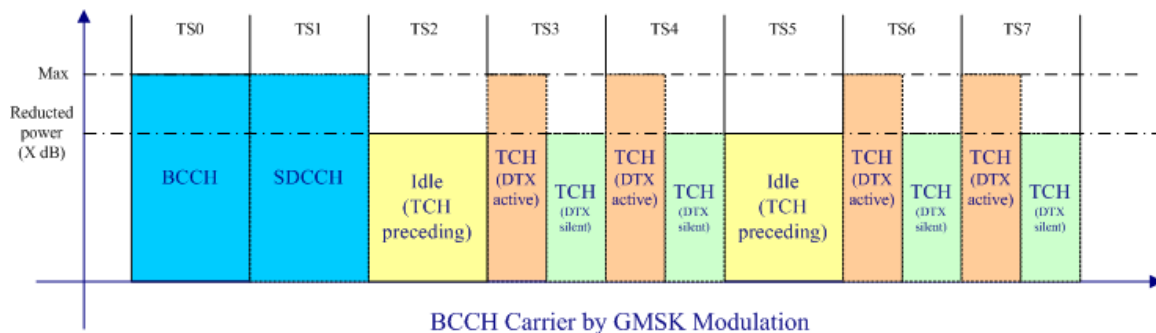 TS0 TS1 TS2 TS3 TS4 TS5 TS6 TS7
Max
Reducted
power
(X dB)
BCCH
SDCCH
Idle
(TCH
preceding)
TCH
(DTX
active)
TCH
(DTX
silent)
TCH
(DTX
active)
TCH
(DTX
silent)
Idle
(TCH
preceding)
TCH
(DTX
active)
TCH
(DTX
silent)
TCH
(DTX
active)
TCH
(DTX
silent)
BCCH Carrier by GMSK Modulation